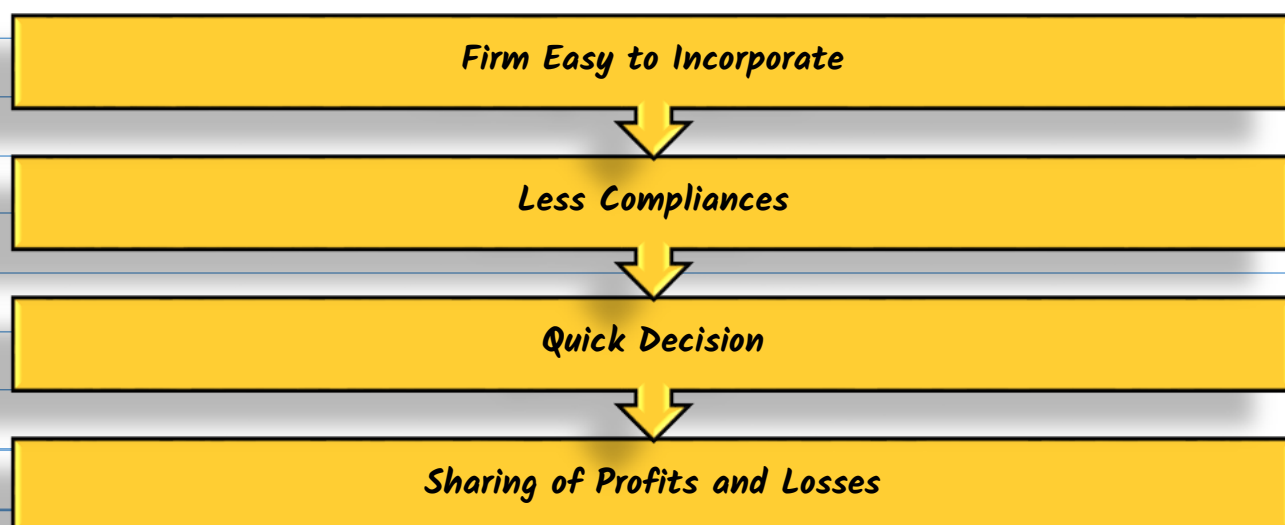 Firm Easy to Incorporate
Less Compliances
Quick Decision
Sharing of Profits and Losses